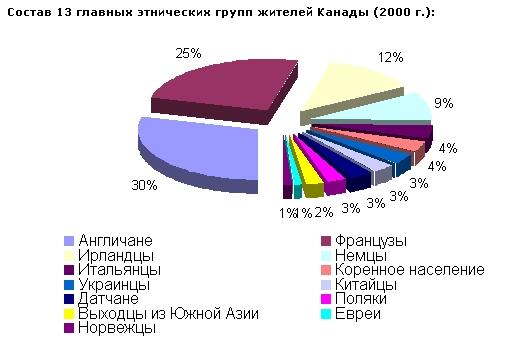 Состав 13 главных этнических групп жителей Канады (2000 г.):
25%
12%
9%
4%
4%
3%
3%
3%
3%
2%
1%
1%
30%
Англичане Французы
Ирландцы Немцы
Итальянцы Коренное население
Украинцы Китайцы
Датчане Поляки
Выходцы из Южной Азии Евреи
Норвежцы